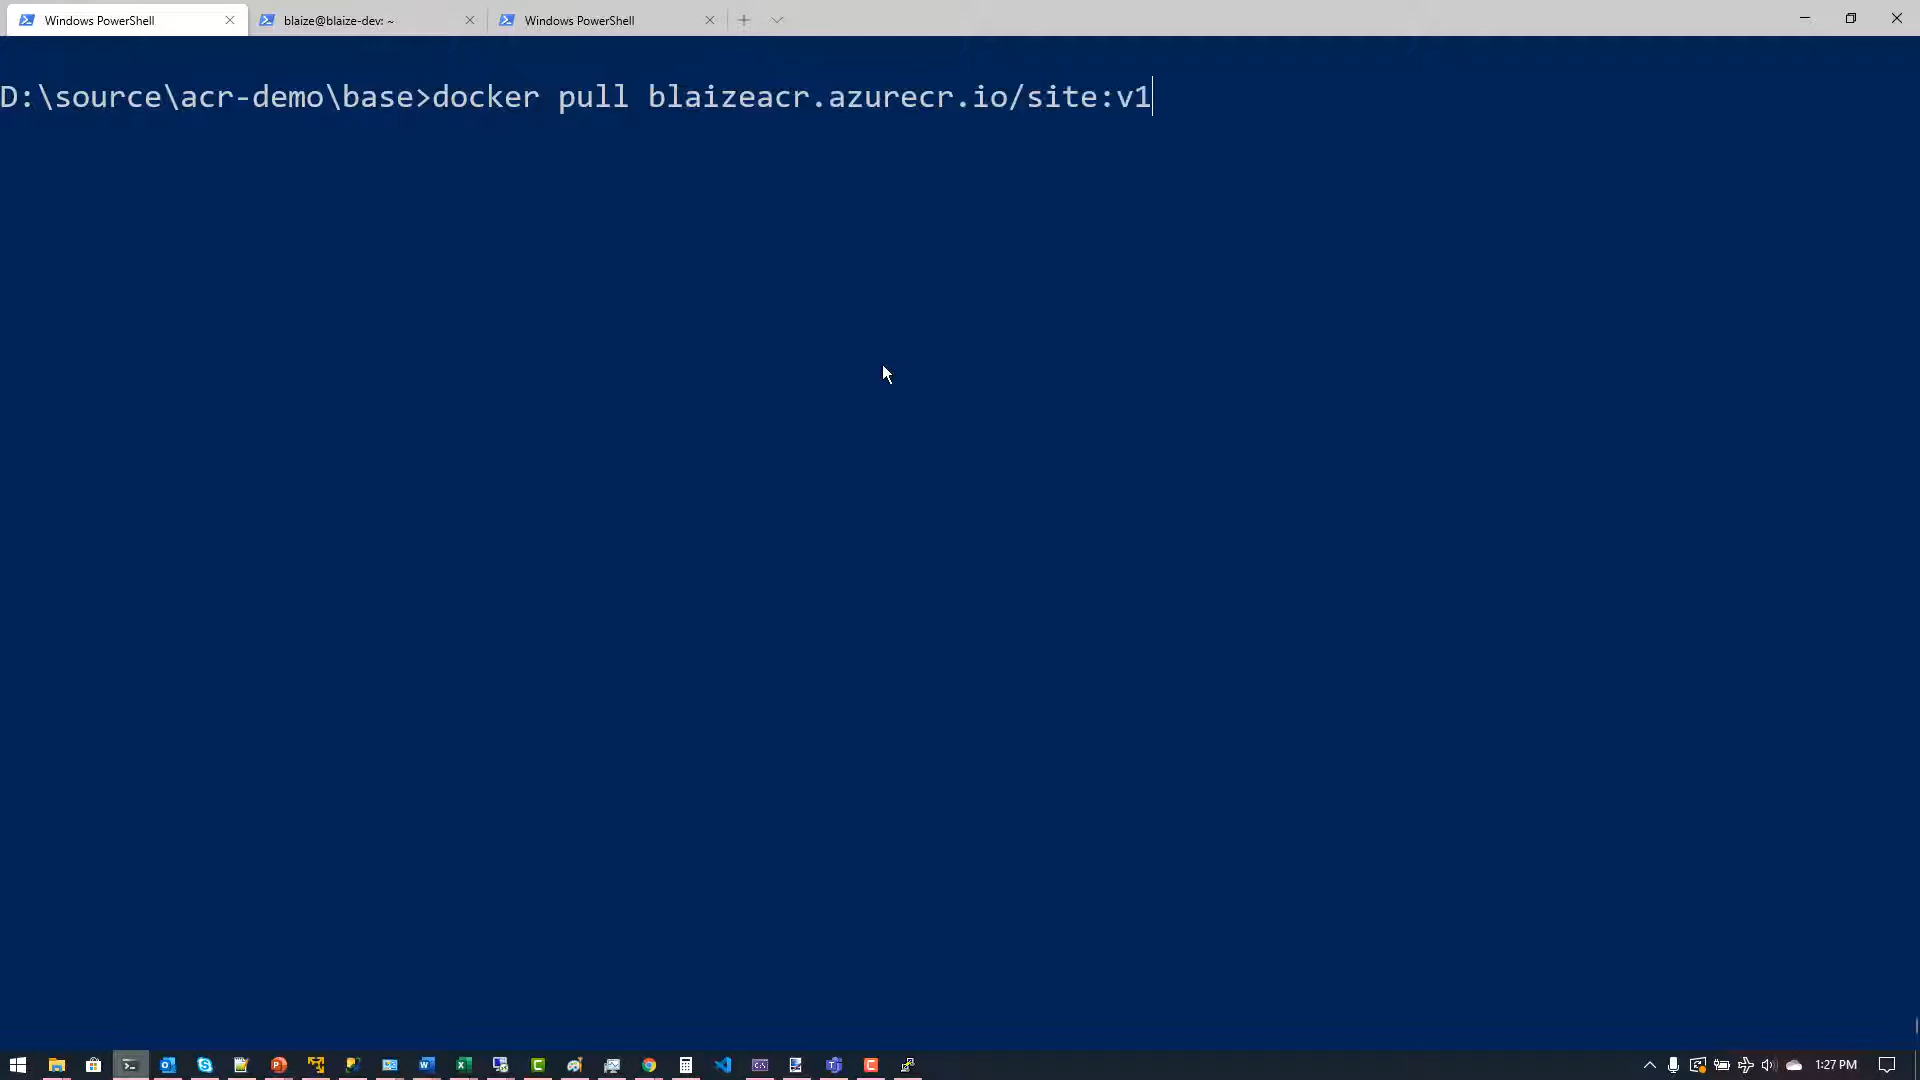 Windows PowerShell
blaize@blaize-dev: ~
Windows PowerShell
D:\source\acr-demo\base>docker pull blaizeacr.azurecr.io/site:v1
1:27 PM